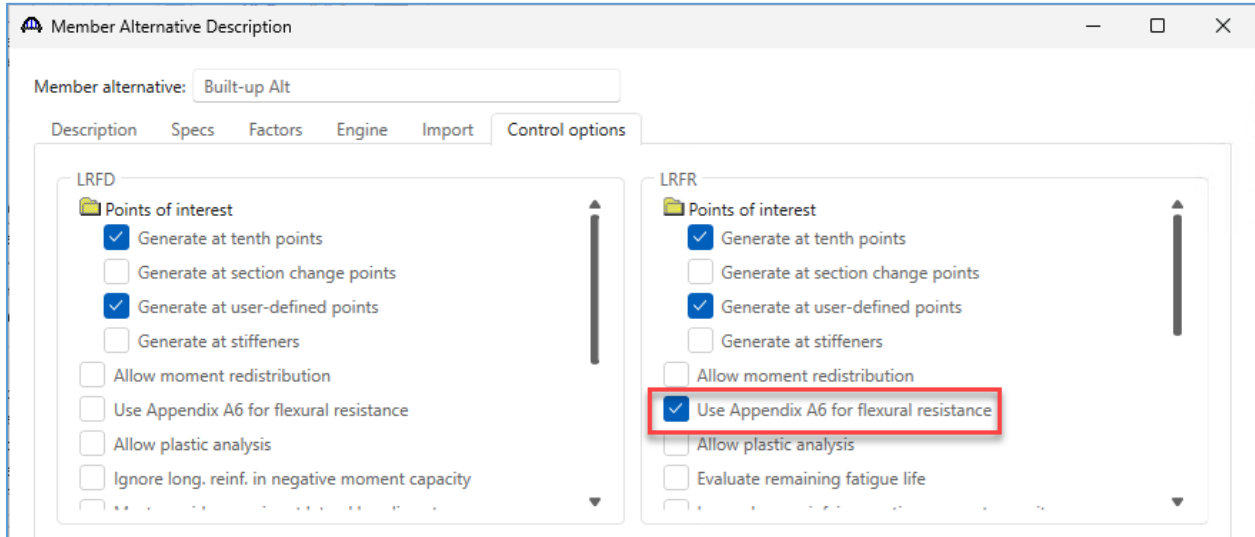 Member Alternative Description
Member alternative: Built-up Alt
Description Specs Factors Engine Import Control options
LRFD
Points of interest
Generate at tenth points
Generate at section change points
Generate at user-defined points
Generate at stiffeners
Allow moment redistribution
Use Appendix A6 for flexural resistance
Allow plastic analysis
Ignore long. reinf. in negative moment capacity
LRFR
Points of interest
Generate at tenth points
Generate at section change points
Generate at user-defined points
Generate at stiffeners
Allow moment redistribution
Use Appendix A6 for flexural resistance
Allow plastic analysis
Evaluate remaining fatigue life